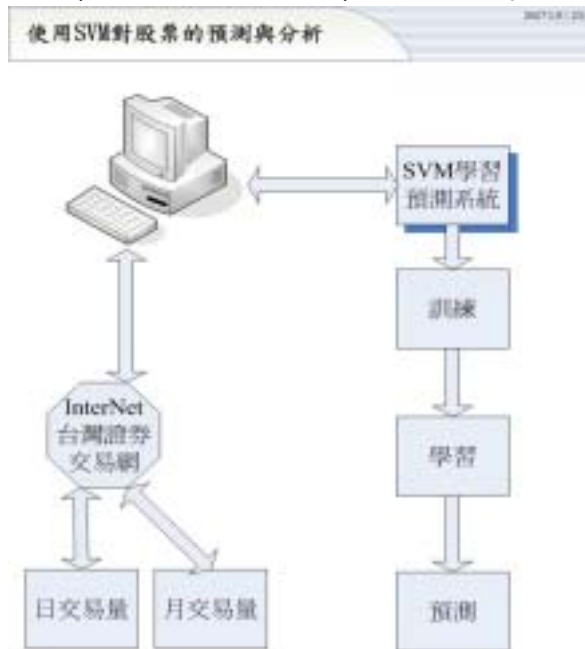 使用SVM對股票的預測與分析
SVM學習
預測系統
訓練
InterNet
台灣證券
交易網
學習
日交易量
月交易量
預測